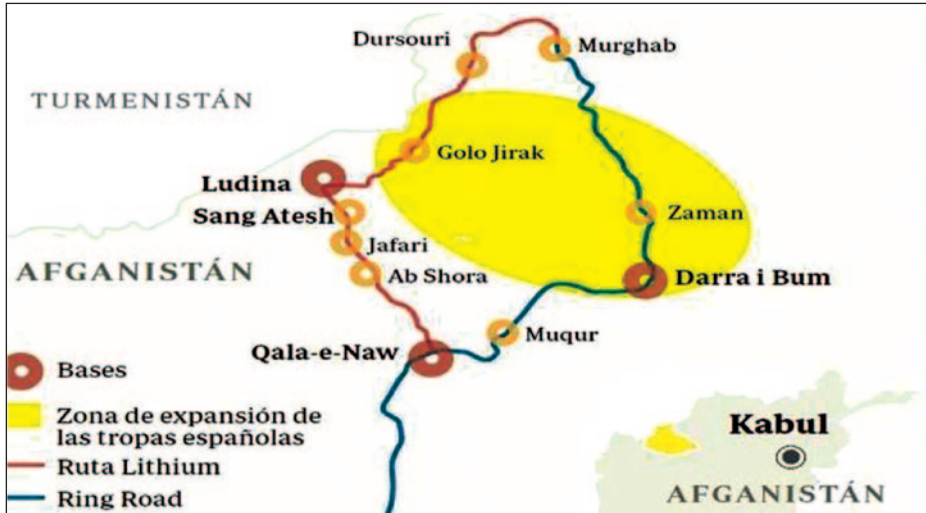 Dursouri
Murghab
TURMENISTÁN
Golo Jirak
Ludina
Sang Atesh
Zaman
Jafari
AFGANISTÁN
Ab Shora
Darra i Bum
Muqur
Qala-e-Naw
Bases
Zona de expansión de
las tropas españolas
Kabul
Ruta Lithium
AFGANISTÁN
Ring Road